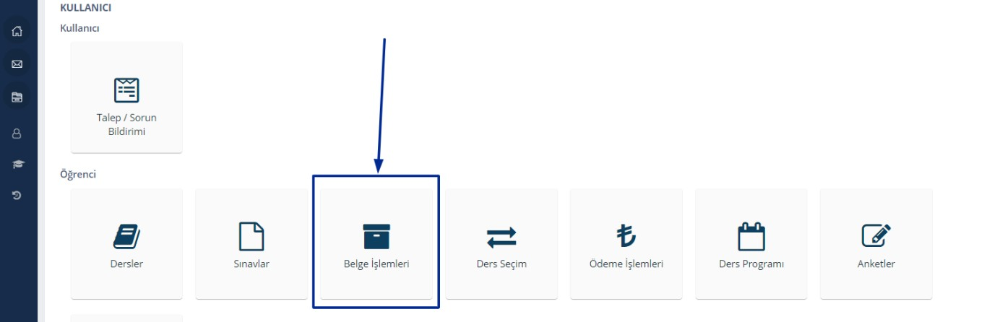 KULLANICI
Kullanıcı
Talep / Sorun
Bildirimi
Öğrenci
Dersler
Sınavlar
Belge İşlemleri
Ders Seçim
Ödeme İşlemleri
Ders Programı
Anketler